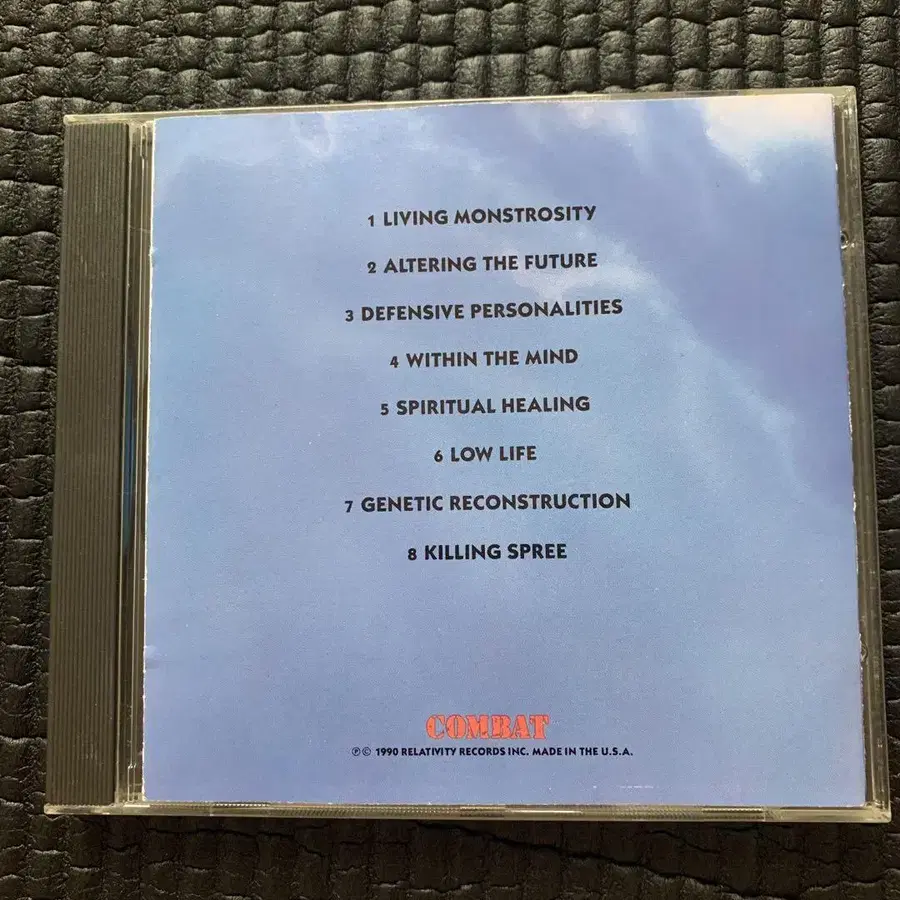 1 LIVING MONSTROSITY
2 ALTERING THE FUTURE
3 DEFENSIVE PERSONALITIES
4 WITHIN THE MIND
5 SPIRITUAL HEALING
6 LOW LIFE
7 GENETIC RECONSTRUCTION
8 KILLING SPREE
COMBAT
℗© 1990 RELATIVITY RECORDS INC. MADE IN THE U.S.A.